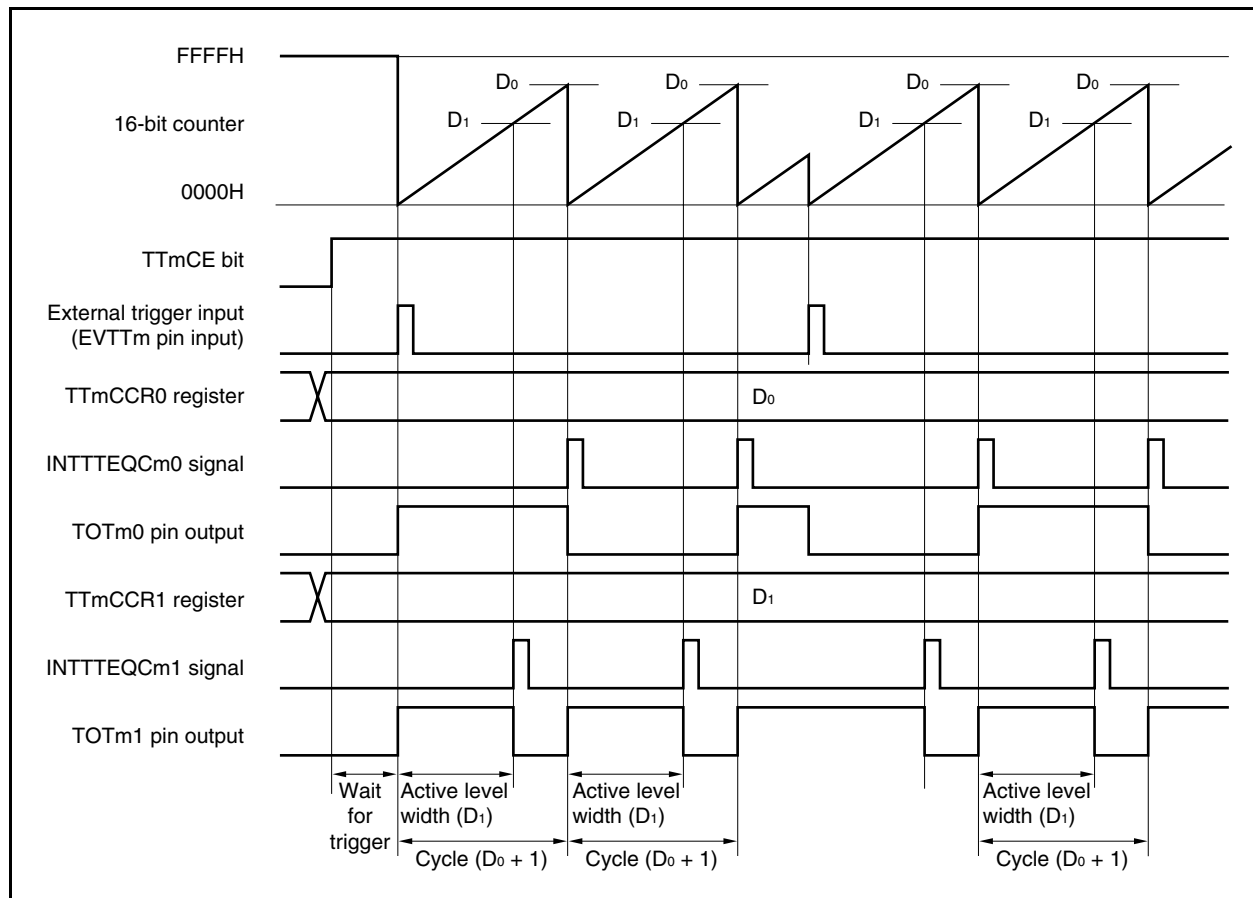 FFFFH
D0 D0 D0 D0
16-bit counter
D1 D1 D1 D1
0000H
TTmCE bit
External trigger input
(EVTTm pin input)
TTmCCR0 register
D0
INTTTEQCm0 signal
TOTm0 pin output
TTmCCR1 register
D1
INTTTEQCm1 signal
TOTm1 pin output
Wait
for
trigger
Active level
width (D1)
Active level
width (D1)
Active level
width (D1)
Cycle (D0 + 1)
Cycle (D0 + 1)
Cycle (D0 + 1)